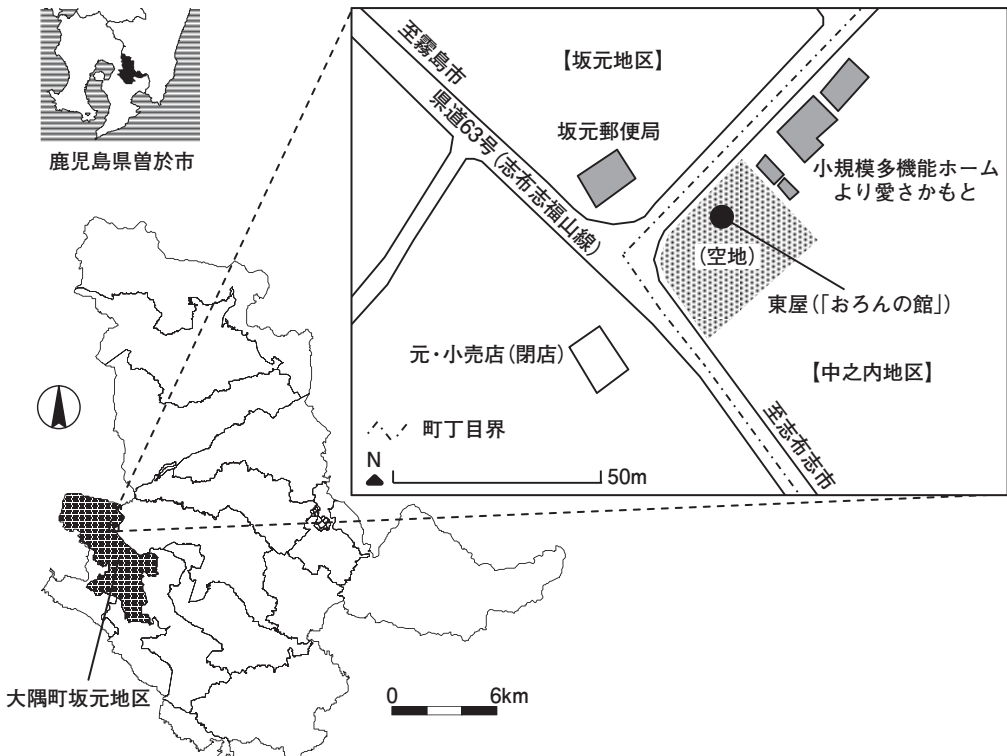 鹿児島県曽於市
至霧島市
【坂元地区】
県道63号(志布志福山線)
坂元郵便局
小規模多機能ホーム
より愛さかもと
(空地)
東屋(「おろんの館」)
元・小売店(閉店)
【中之内地区】
町丁目界
至志布志市
N
50m
大隅町坂元地区
0 6km